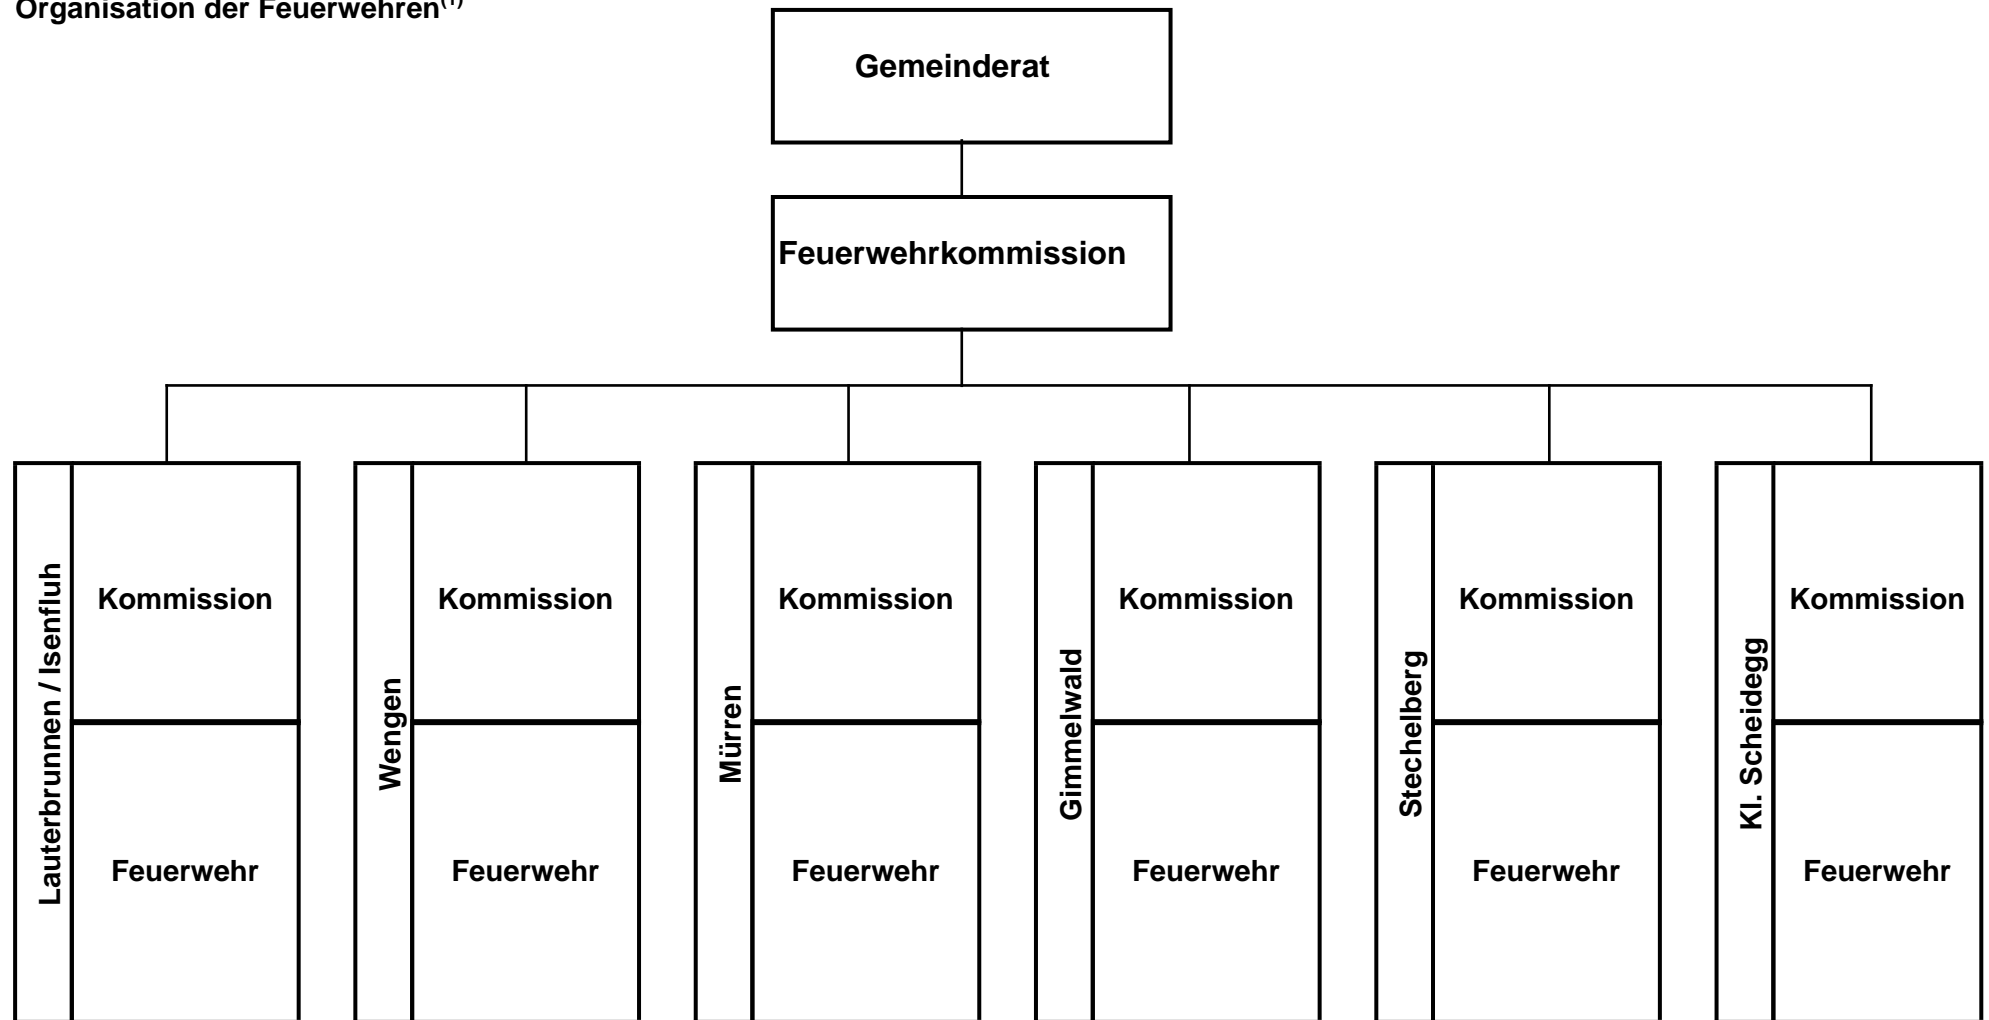 Organisation der Feuerwehren(1)
Gemeinderat
Feuerwehrkommission
Lauterbrunnen / Isenfluh
Kommission
Feuerwehr
Wengen
Kommission
Feuerwehr
Mürren
Kommission
Feuerwehr
Gimmelwald
Kommission
Feuerwehr
Stechelberg
Kommission
Feuerwehr
Kl. Scheidegg
Kommission
Feuerwehr